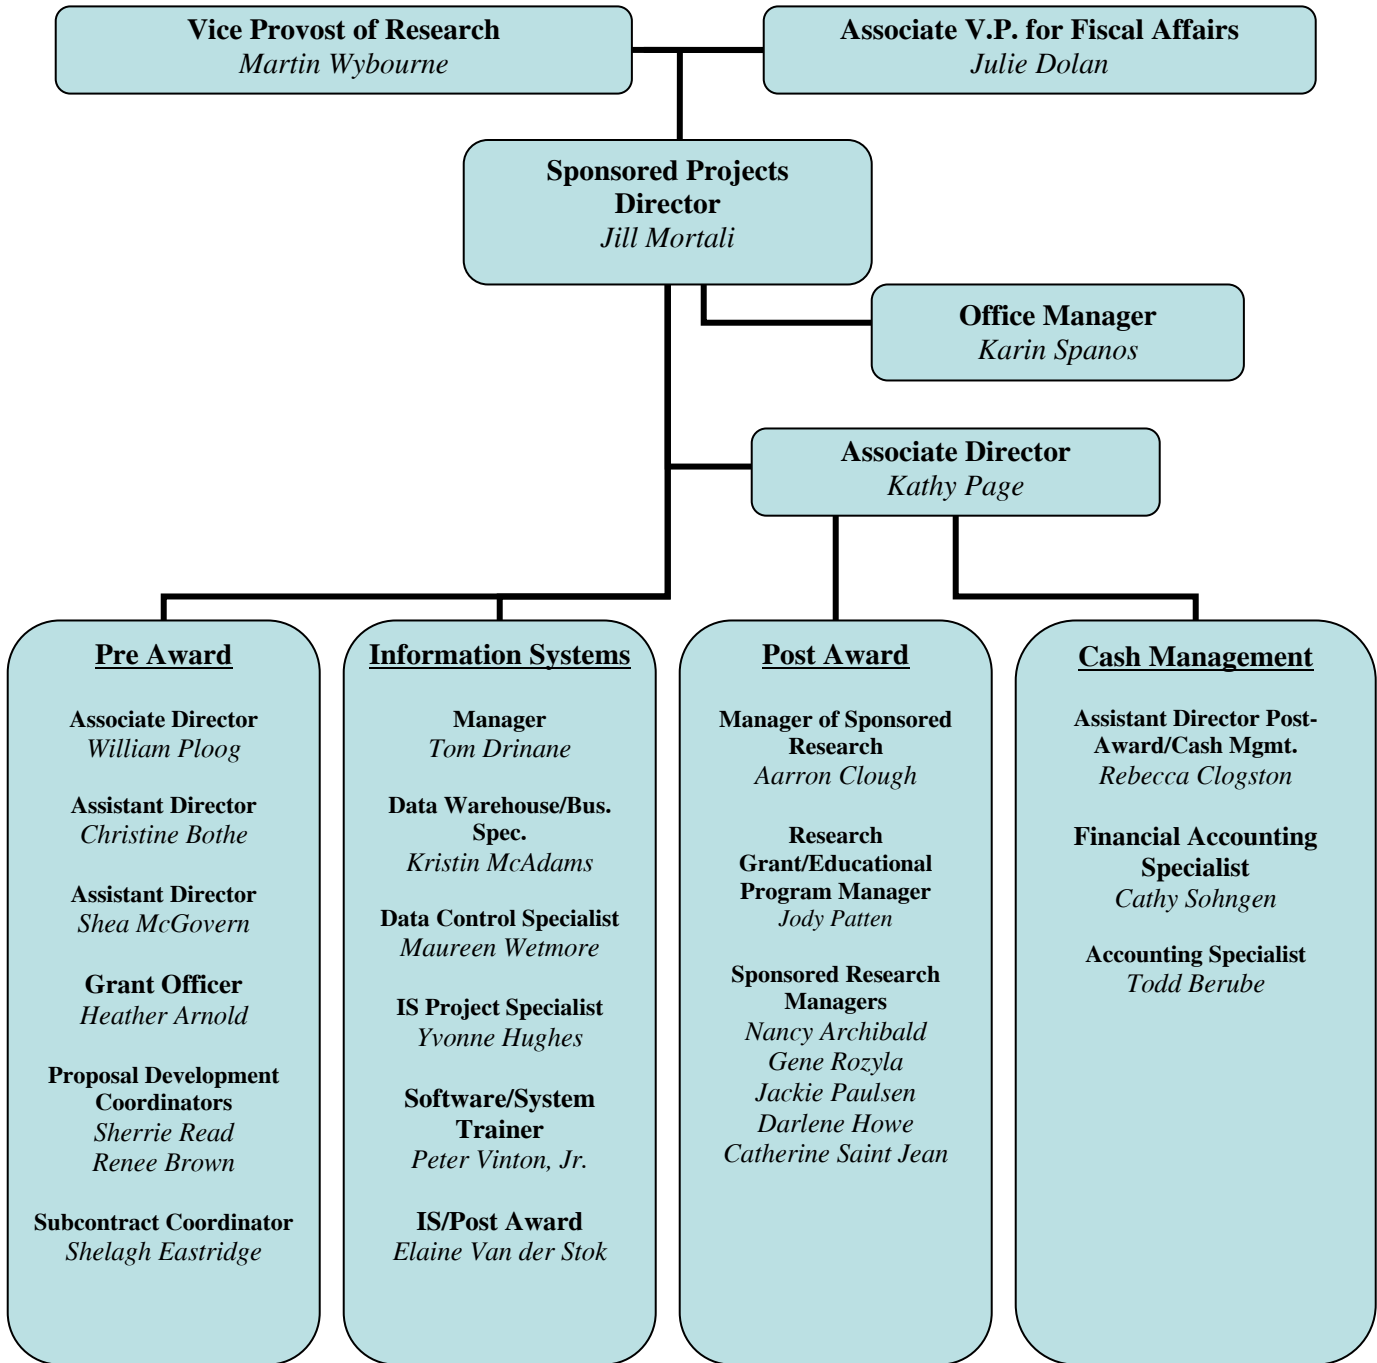 Vice Provost of Research
Martin Wybourne
Associate V.P. for Fiscal Affairs
Julie Dolan
Sponsored Projects
Director
Jill Mortali
Office Manager
Karin Spanos
Associate Director
Kathy Page
Pre Award
Associate Director
William Ploog
Assistant Director
Christine Bothe
Assistant Director
Shea McGovern
Grant Officer
Heather Arnold
Proposal Development
Coordinators
Sherrie Read
Renee Brown
Subcontract Coordinator
Shelagh Eastridge
Information Systems
Manager
Tom Drinane
Data Warehouse/Bus.
Spec.
Kristin McAdams
Data Control Specialist
Maureen Wetmore
IS Project Specialist
Yvonne Hughes
Software/System
Trainer
Peter Vinton, Jr.
IS/Post Award
Elaine Van der Stok
Post Award
Manager of Sponsored
Research
Aarron Clough
Research
Grant/Educational
Program Manager
Jody Patten
Sponsored Research
Managers
Nancy Archibald
Gene Rozyla
Jackie Paulsen
Darlene Howe
Catherine Saint Jean
Cash Management
Assistant Director Post-
Award/Cash Mgmt.
Rebecca Clogston
Financial Accounting
Specialist
Cathy Sohngen
Accounting Specialist
Todd Berube